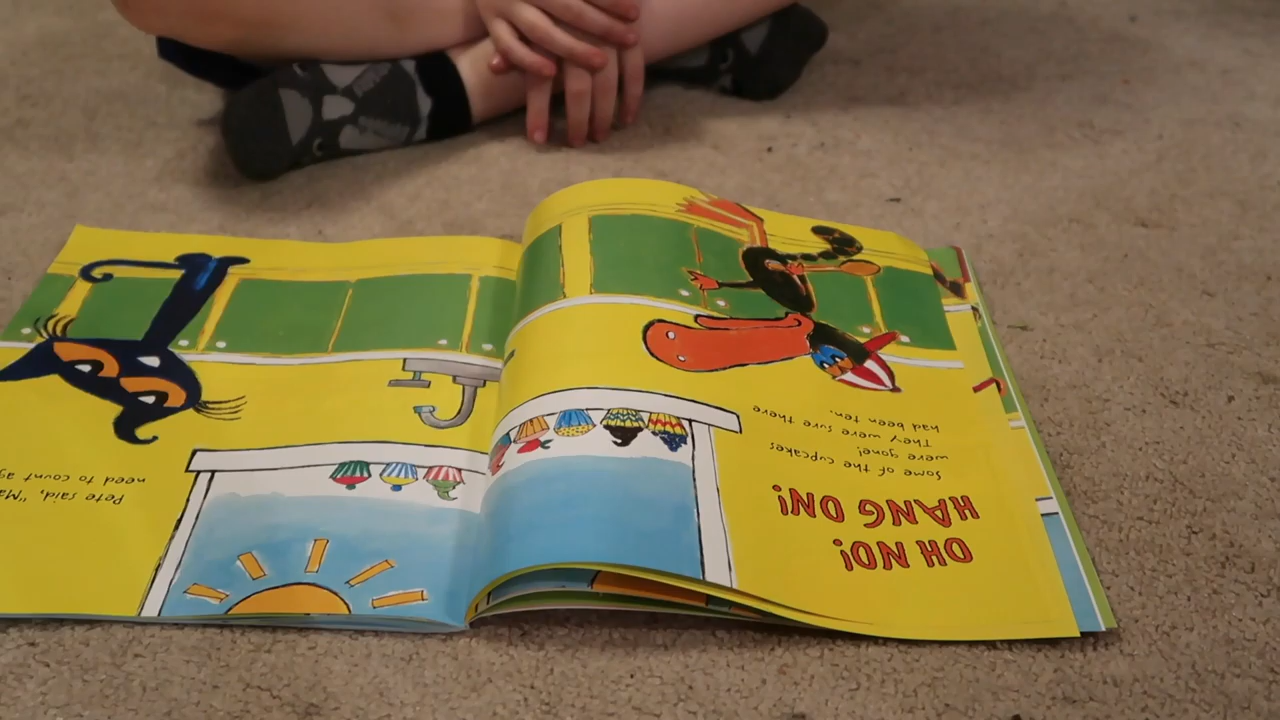 OH NO!
HANG ON!
some of the cupcakes
were gone!
They were sure there
had been ten.
Pete said,
need to count